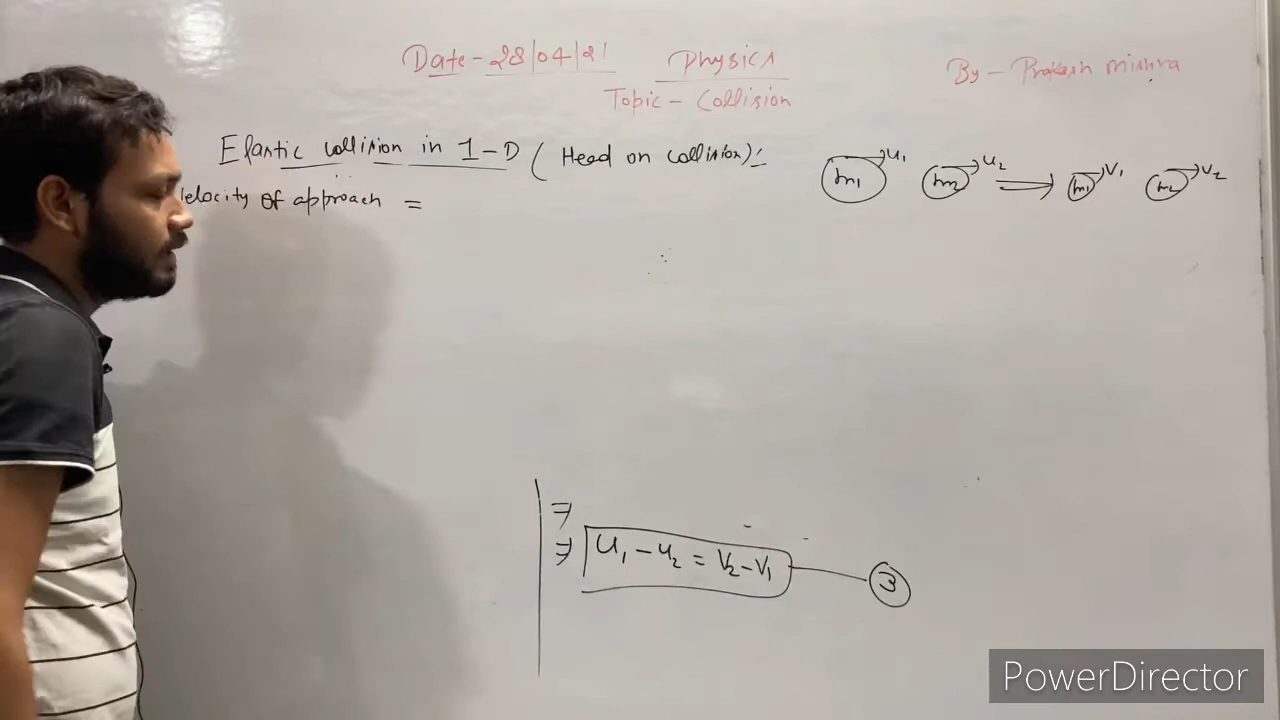 Date - 28/04/21
Physics
Topic - Collision
By - Prakash Mishra
Elastic collision in 1-D (Head on collision):
m1 u1 m2 u2 ⇒ m1 v1 m2 v2
Velocity of approach =
⇒
⇒ u1 - u2 = v2 - v1 3
PowerDirector